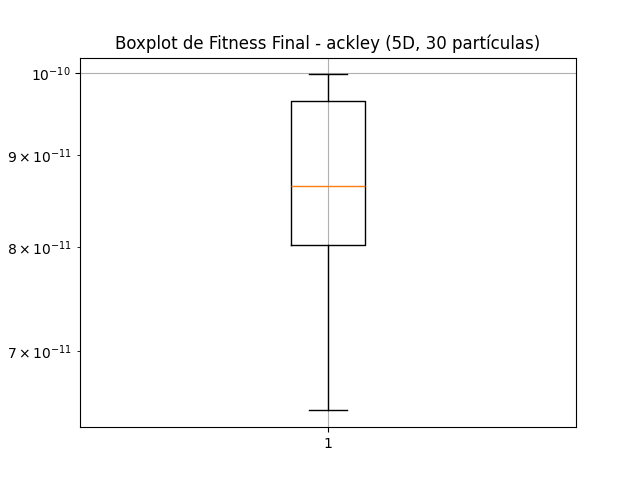 Boxplot de Fitness Final - ackley (5D, 30 partículas)
10⁻¹⁰
9 × 10⁻¹¹
8 × 10⁻¹¹
7 × 10⁻¹¹
1